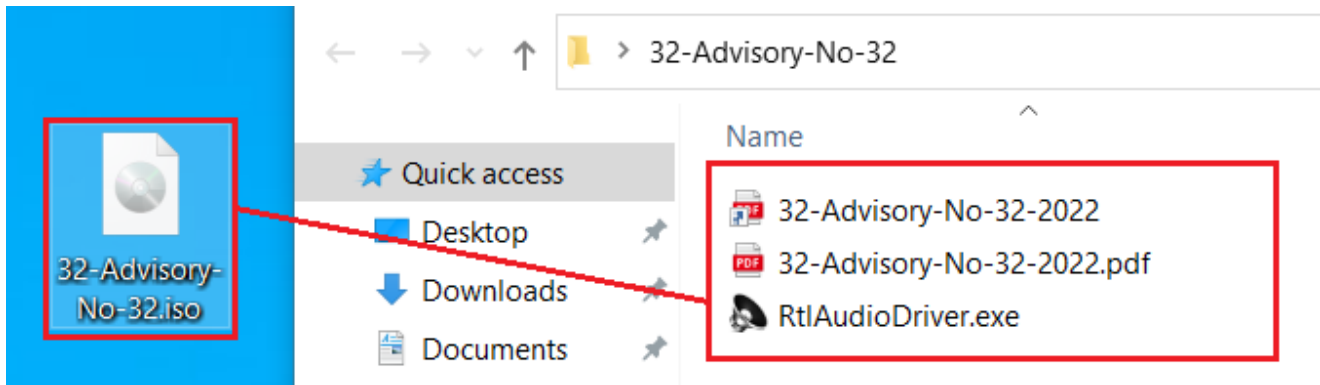 32-Advisory-
No-32.iso
32-Advisory-No-32
Quick access
Desktop
Downloads
Documents
Name
32-Advisory-No-32-2022
PDF
32-Advisory-No-32-2022.pdf
PDF
RtlAudioDriver.exe